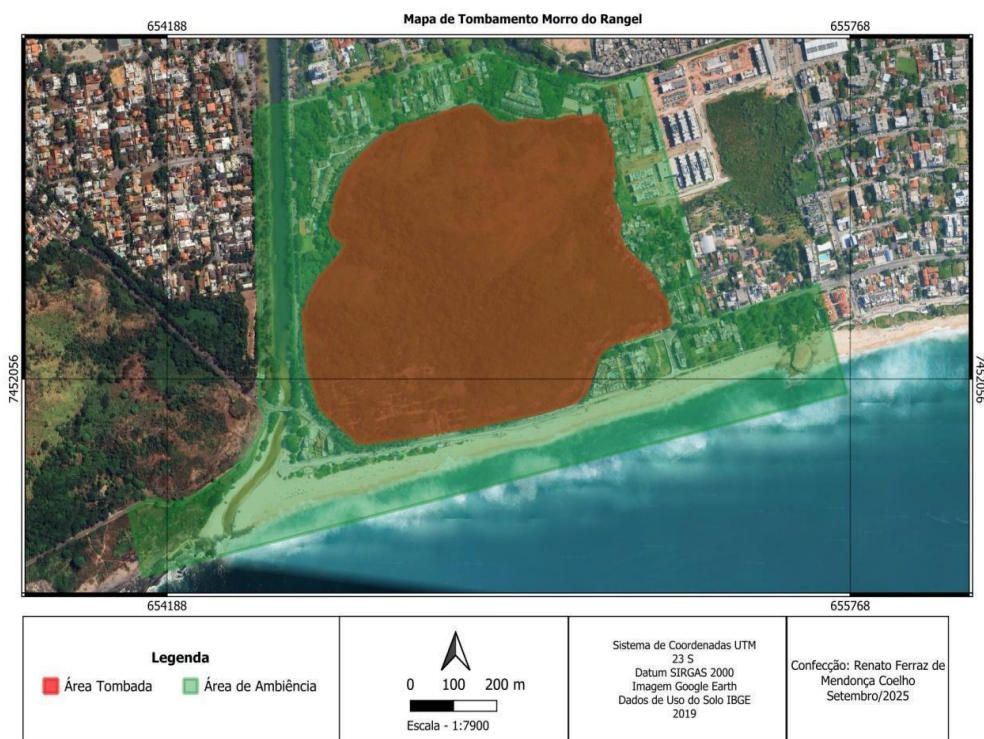 Mapa de Tombamento Morro do Rangel
654188
655768
7452056
7452056
654188
655768
Legenda
Área Tombada
Área de Ambiência
0 100 200 m
Escala - 1:7900
Sistema de Coordenadas UTM
23 S
Datum SIRGAS 2000
Imagem Google Earth
Dados de Uso do Solo IBGE
2019
Confecção: Renato Ferraz de
Mendonça Coelho
Setembro/2025